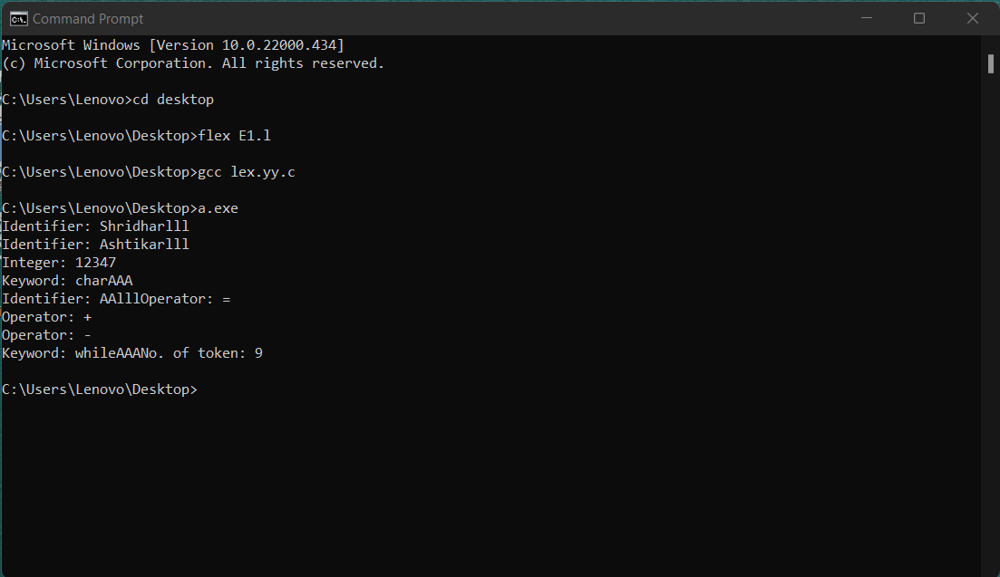 Command Prompt
Microsoft Windows [Version 10.0.22000.434]
(c) Microsoft Corporation. All rights reserved.
C:\Users\Lenovo>cd desktop
C:\Users\Lenovo\Desktop>flex E1.l
C:\Users\Lenovo\Desktop>gcc lex.yy.c
C:\Users\Lenovo\Desktop>a.exe
Identifier: Shridharlll
Identifier: Ashtikarlll
Integer: 12347
Keyword: charAAA
Identifier: AAlllOperator: =
Operator: +
Operator: -
Keyword: whileAAANo. of token: 9
C:\Users\Lenovo\Desktop>